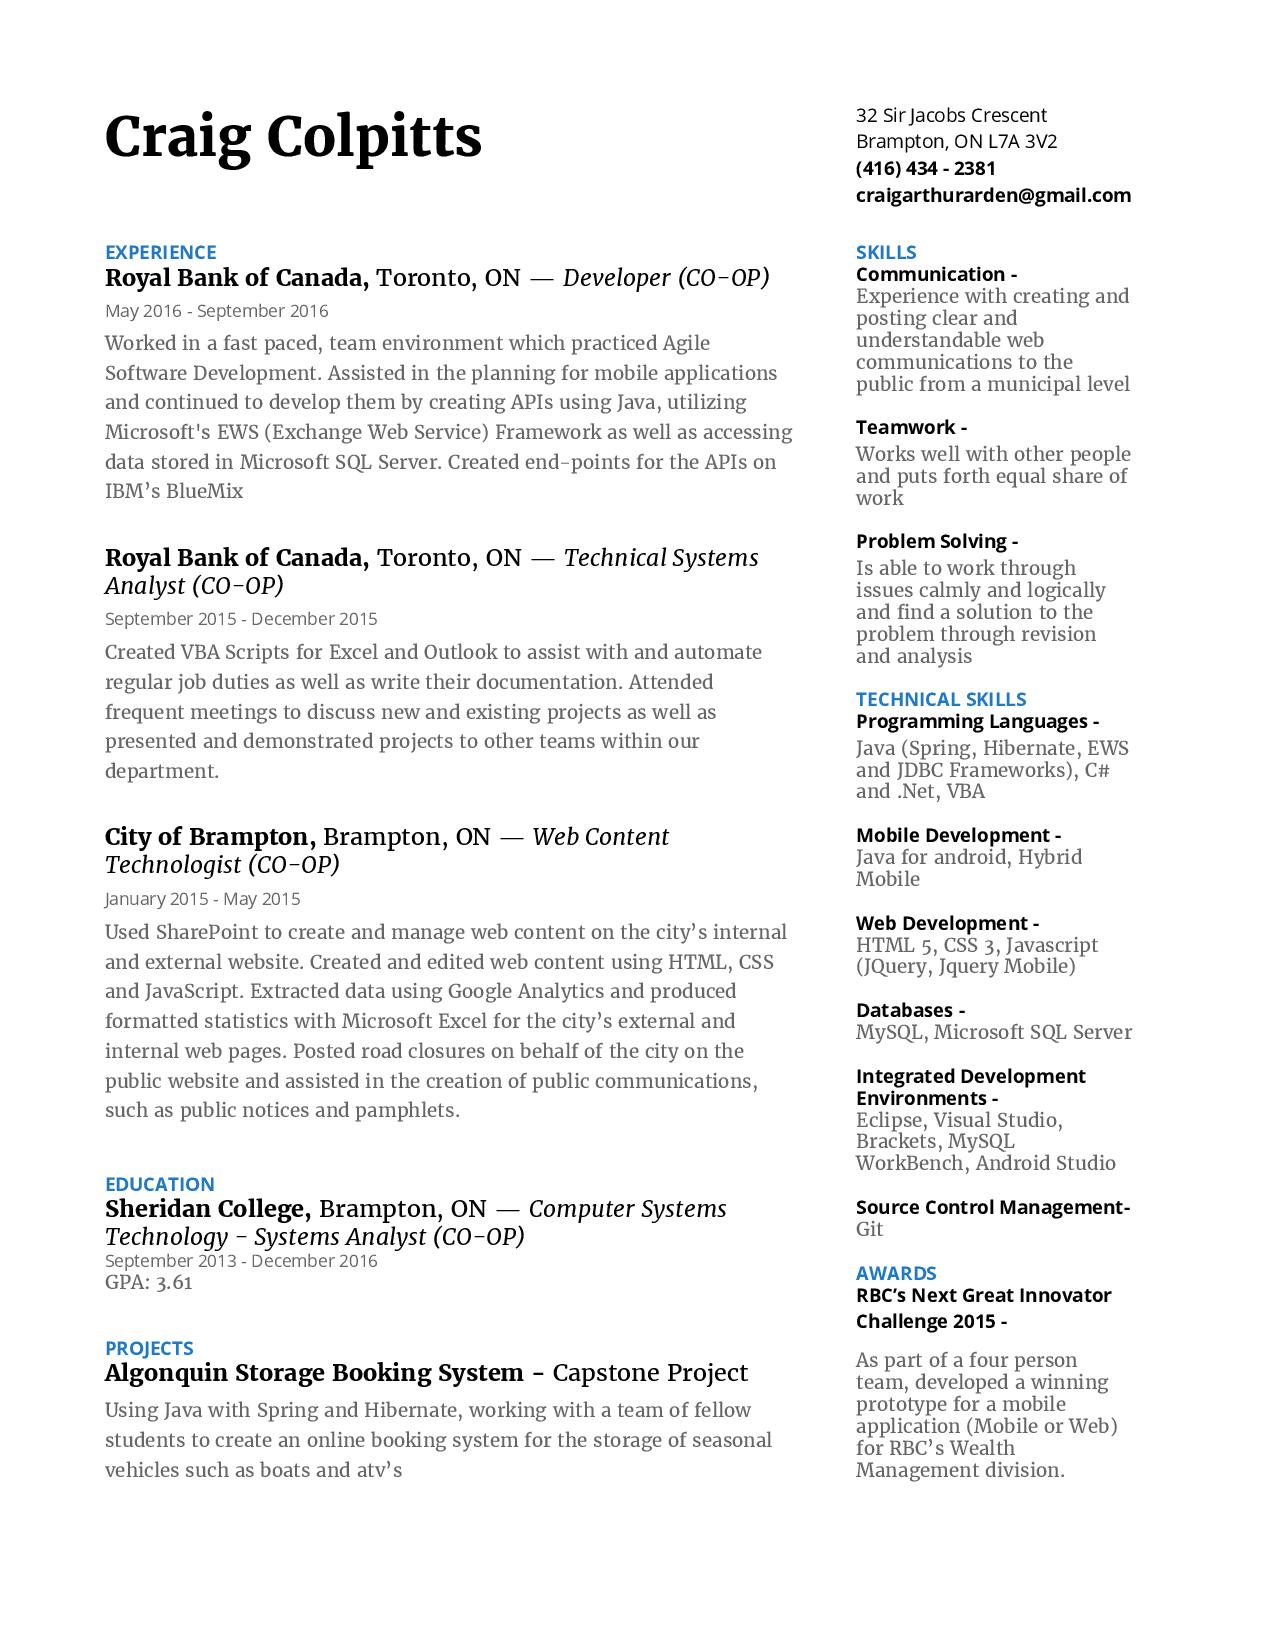 Craig Colpitts
32 Sir Jacobs Crescent
Brampton, ON L7A 3V2
(416) 434 - 2381
craigarthurarden@gmail.com
EXPERIENCE
Royal Bank of Canada, Toronto, ON — Developer (CO-OP)
May 2016 - September 2016
Worked in a fast paced, team environment which practiced Agile
Software Development. Assisted in the planning for mobile applications
and continued to develop them by creating APIs using Java, utilizing
Microsoft's EWS (Exchange Web Service) Framework as well as accessing
data stored in Microsoft SQL Server. Created end-points for the APIs on
IBM’s BlueMix
Royal Bank of Canada, Toronto, ON — Technical Systems
Analyst (CO-OP)
September 2015 - December 2015
Created VBA Scripts for Excel and Outlook to assist with and automate
regular job duties as well as write their documentation. Attended
frequent meetings to discuss new and existing projects as well as
presented and demonstrated projects to other teams within our
department.
City of Brampton, Brampton, ON — Web Content
Technologist (CO-OP)
January 2015 - May 2015
Used SharePoint to create and manage web content on the city’s internal
and external website. Created and edited web content using HTML, CSS
and JavaScript. Extracted data using Google Analytics and produced
formatted statistics with Microsoft Excel for the city’s external and
internal web pages. Posted road closures on behalf of the city on the
public website and assisted in the creation of public communications,
such as public notices and pamphlets.
EDUCATION
Sheridan College, Brampton, ON — Computer Systems
Technology - Systems Analyst (CO-OP)
September 2013 - December 2016
GPA: 3.61
PROJECTS
Algonquin Storage Booking System - Capstone Project
Using Java with Spring and Hibernate, working with a team of fellow
students to create an online booking system for the storage of seasonal
vehicles such as boats and atv’s
SKILLS
Communication -
Experience with creating and
posting clear and
understandable web
communications to the
public from a municipal level
Teamwork -
Works well with other people
and puts forth equal share of
work
Problem Solving -
Is able to work through
issues calmly and logically
and find a solution to the
problem through revision
and analysis
TECHNICAL SKILLS
Programming Languages -
Java (Spring, Hibernate, EWS
and JDBC Frameworks), C#
and .Net, VBA
Mobile Development -
Java for android, Hybrid
Mobile
Web Development -
HTML 5, CSS 3, Javascript
(JQuery, Jquery Mobile)
Databases -
MySQL, Microsoft SQL Server
Integrated Development
Environments -
Eclipse, Visual Studio,
Brackets, MySQL
WorkBench, Android Studio
Source Control Management-
Git
AWARDS
RBC’s Next Great Innovator
Challenge 2015 -
As part of a four person
team, developed a winning
prototype for a mobile
application (Mobile or Web)
for RBC’s Wealth
Management division.